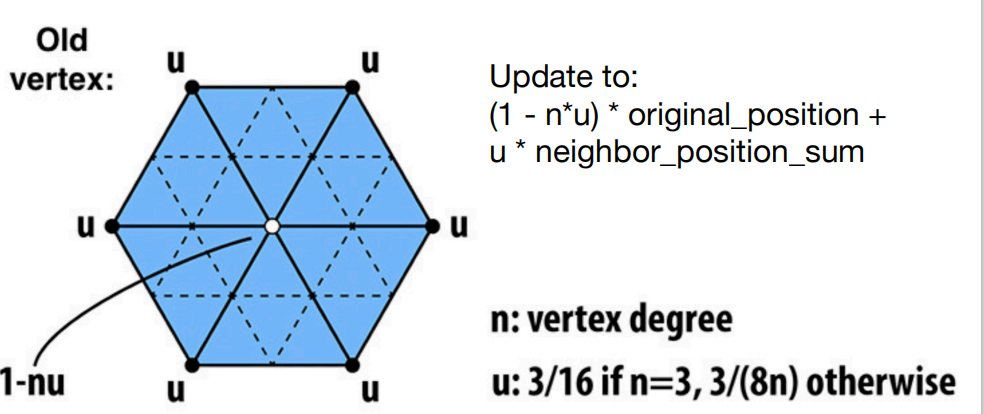 Old
vertex:
u
u
Update to:
(1 - n*u) * original_position +
u * neighbor_position_sum
u
u
n: vertex degree
1-nu
u
u
u: 3/16 if n=3, 3/(8n) otherwise